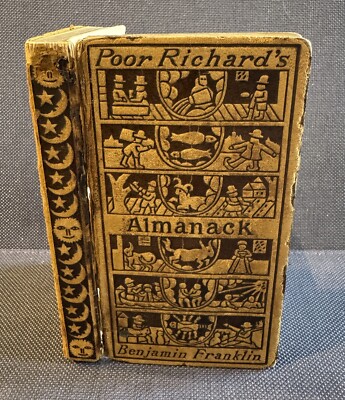 Poor Richard's
Almanack
Benjamin Franklin